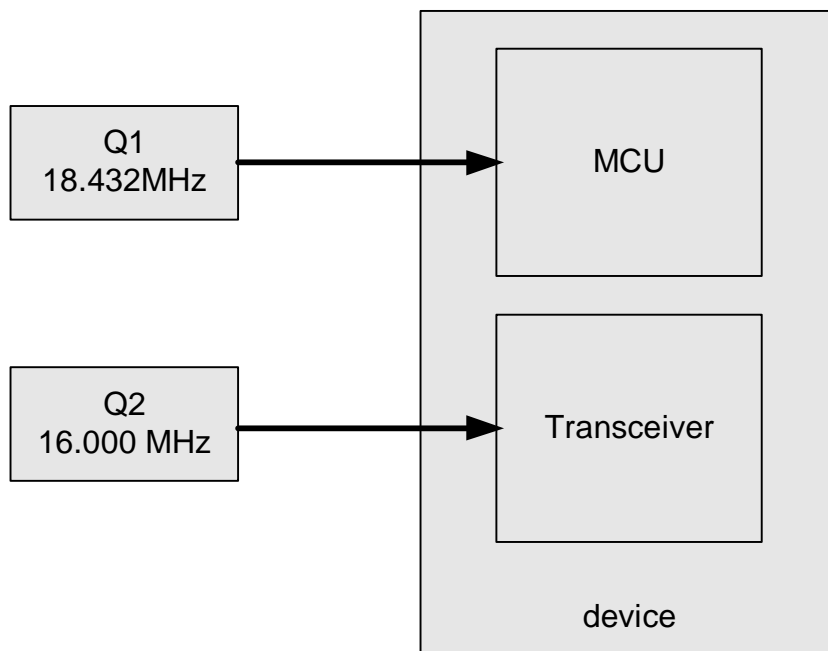 Q1
18.432MHz
MCU
Q2
16.000 MHz
Transceiver
device